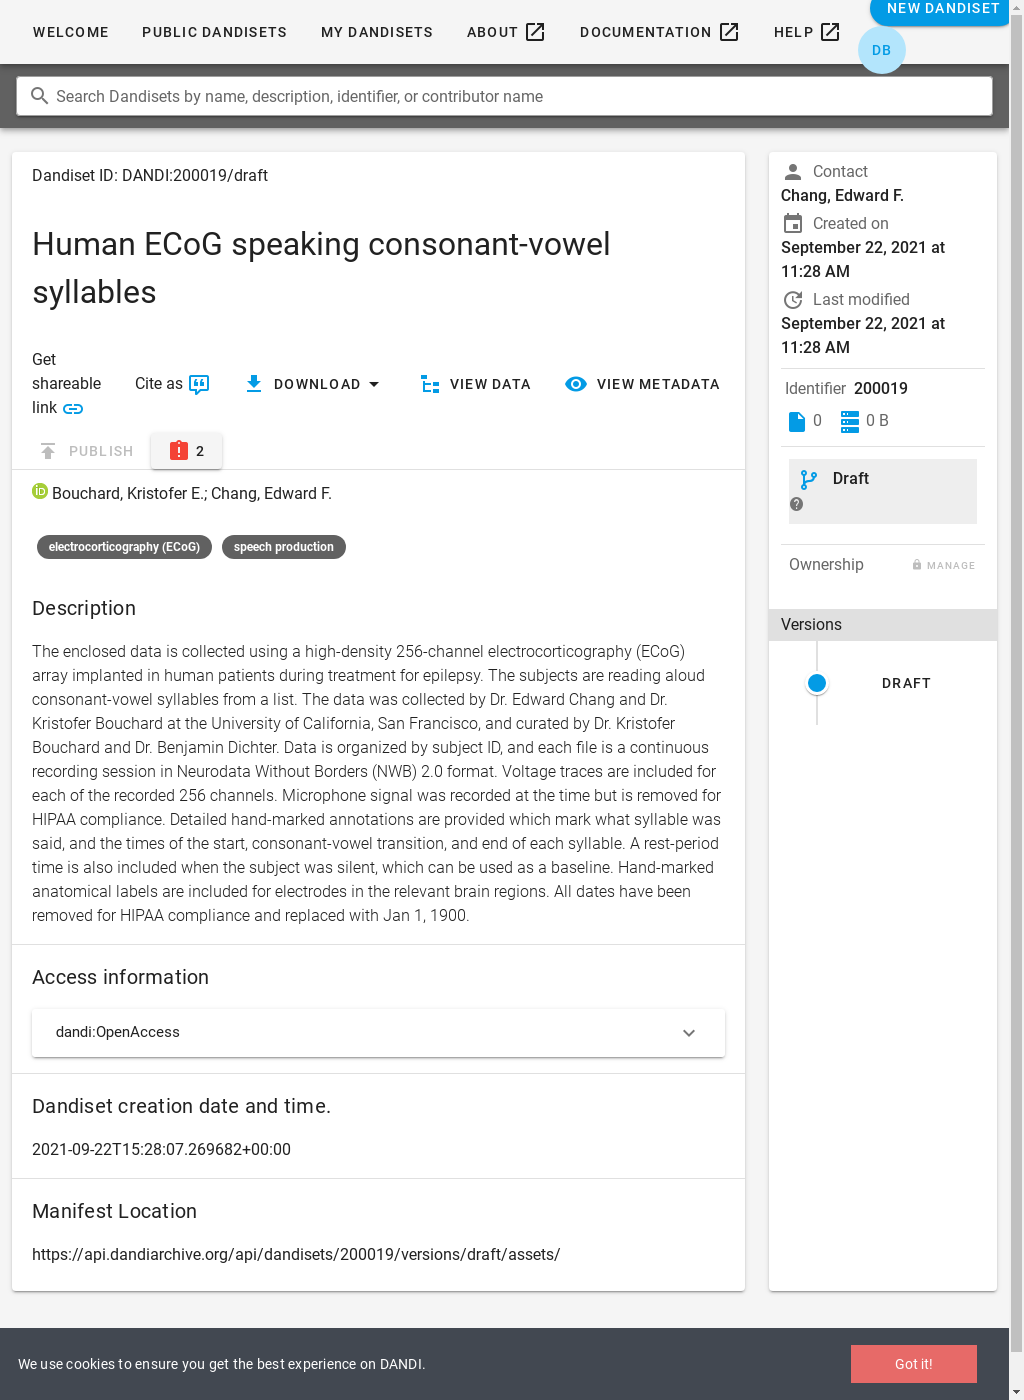 NEW DANDISET
WELCOME PUBLIC DANDISETS MY DANDISETS ABOUT DOCUMENTATION HELP
DB
Search Dandisets by name, description, identifier, or contributor name
Dandiset ID: DANDI:200019/draft
Human ECoG speaking consonant-vowel
syllables
Get
shareable
link
Cite as
DOWNLOAD
VIEW DATA
VIEW METADATA
PUBLISH
2
iD Bouchard, Kristofer E.; Chang, Edward F.
electrocorticography (ECoG) speech production
Description
The enclosed data is collected using a high-density 256-channel electrocorticography (ECoG)
array implanted in human patients during treatment for epilepsy. The subjects are reading aloud
consonant-vowel syllables from a list. The data was collected by Dr. Edward Chang and Dr.
Kristofer Bouchard at the University of California, San Francisco, and curated by Dr. Kristofer
Bouchard and Dr. Benjamin Dichter. Data is organized by subject ID, and each file is a continuous
recording session in Neurodata Without Borders (NWB) 2.0 format. Voltage traces are included for
each of the recorded 256 channels. Microphone signal was recorded at the time but is removed for
HIPAA compliance. Detailed hand-marked annotations are provided which mark what syllable was
said, and the times of the start, consonant-vowel transition, and end of each syllable. A rest-period
time is also included when the subject was silent, which can be used as a baseline. Hand-marked
anatomical labels are included for electrodes in the relevant brain regions. All dates have been
removed for HIPAA compliance and replaced with Jan 1, 1900.
Access information
dandi:OpenAccess
Dandiset creation date and time.
2021-09-22T15:28:07.269682+00:00
Manifest Location
https://api.dandiarchive.org/api/dandisets/200019/versions/draft/assets/
Contact
Chang, Edward F.
Created on
September 22, 2021 at
11:28 AM
Last modified
September 22, 2021 at
11:28 AM
Identifier 200019
0 0 B
Draft
?
Ownership MANAGE
Versions
DRAFT
We use cookies to ensure you get the best experience on DANDI.
Got it!